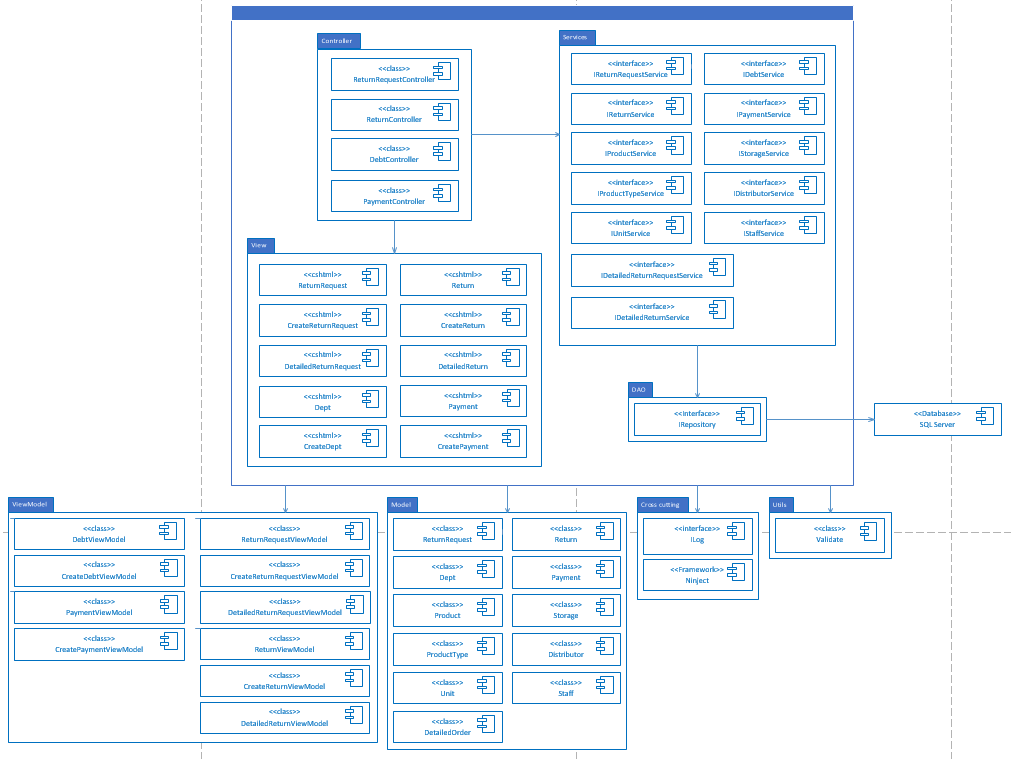 Controller
<<class>>
ReturnRequestController
<<class>>
ReturnController
<<class>>
DebtController
<<class>>
PaymentController
Services
<<interface>>
IReturnRequestService
<<interface>>
IDebtService
<<interface>>
IReturnService
<<interface>>
IPaymentService
<<interface>>
IProductService
<<interface>>
IStorageService
<<interface>>
IProductTypeService
<<interface>>
IDistributorService
<<interface>>
IUnitService
<<interface>>
IStaffService
<<interface>>
IDetailedReturnRequestService
<<interface>>
IDetailedReturnService
View
<<cshtml>>
ReturnRequest
<<cshtml>>
Return
<<cshtml>>
CreateReturnRequest
<<cshtml>>
CreateReturn
<<cshtml>>
DetailedReturnRequest
<<cshtml>>
DetailedReturn
<<cshtml>>
Dept
<<cshtml>>
Payment
<<cshtml>>
CreateDept
<<cshtml>>
CreatePayment
DAO
<<interface>>
IRepository
<<Database>>
SQL Server
ViewModel
<<class>>
DebtViewModel
<<class>>
ReturnRequestViewModel
<<class>>
CreateDebtViewModel
<<class>>
CreateReturnRequestViewModel
<<class>>
PaymentViewModel
<<class>>
DetailedReturnRequestViewModel
<<class>>
CreatePaymentViewModel
<<class>>
ReturnViewModel
<<class>>
CreateReturnViewModel
<<class>>
DetailedReturnViewModel
Model
<<class>>
ReturnRequest
<<class>>
Return
<<class>>
Dept
<<class>>
Payment
<<class>>
Product
<<class>>
Storage
<<class>>
ProductType
<<class>>
Distributor
<<class>>
Unit
<<class>>
Staff
<<class>>
DetailedOrder
Cross cutting
<<interface>>
ILog
<<Framework>>
Ninject
Utils
<<class>>
Validate